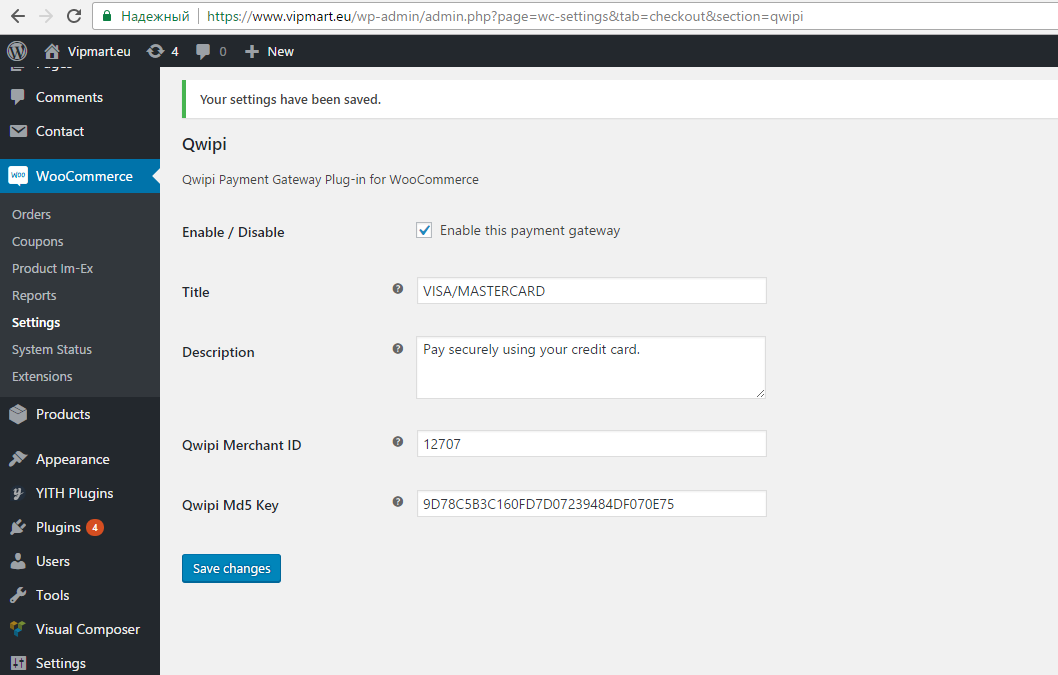 Надежный https://www.vipmart.eu/wp-admin/admin.php?page=wc-settings&tab=checkout&section=qwipi
Vipmart.eu 4 0 New
Pages
Comments
Contact
WooCommerce
Orders
Coupons
Product Im-Ex
Reports
Settings
System Status
Extensions
Products
Appearance
YITH Plugins
Plugins 4
Users
Tools
Visual Composer
Settings
Your settings have been saved.
Qwipi
Qwipi Payment Gateway Plug-in for WooCommerce
Enable / Disable Enable this payment gateway
Title VISA/MASTERCARD
Description Pay securely using your credit card.
Qwipi Merchant ID 12707
Qwipi Md5 Key 9D78C5B3C160FD7D07239484DF070E75
Save changes